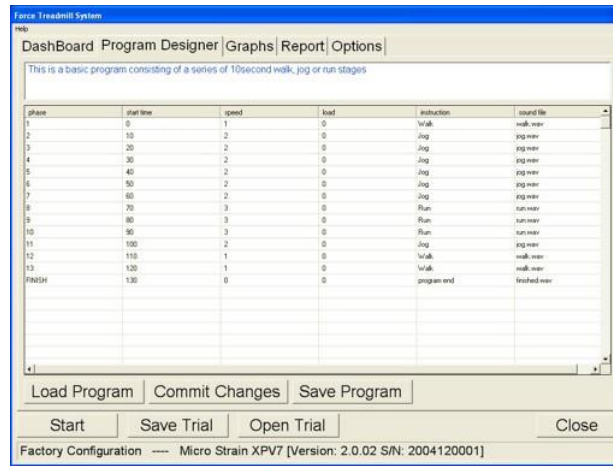 Force Treadmill System
Help
DashBoard Program Designer Graphs Report Options
This is a basic program consisting of a series of 10second walk, jog or run stages
phase start time speed load instruction sound file
1 0 1 0 Walk walk.wav
2 10 2 0 Jog jog.wav
3 20 2 0 Jog jog.wav
4 30 2 0 Jog jog.wav
5 40 2 0 Jog jog.wav
6 50 2 0 Jog jog.wav
7 60 2 0 Jog jog.wav
8 70 3 0 Run run.wav
9 80 3 0 Run run.wav
10 90 3 0 Run run.wav
11 100 2 0 Jog jog.wav
12 110 1 0 Walk walk.wav
13 120 1 0 Walk walk.wav
FINISH 130 0 0 program end finished.wav
Load Program Commit Changes Save Program
Start Save Trial Open Trial Close
Factory Configuration ---- Micro Strain XPV7 [Version: 2.0.02 S/N: 2004120001]